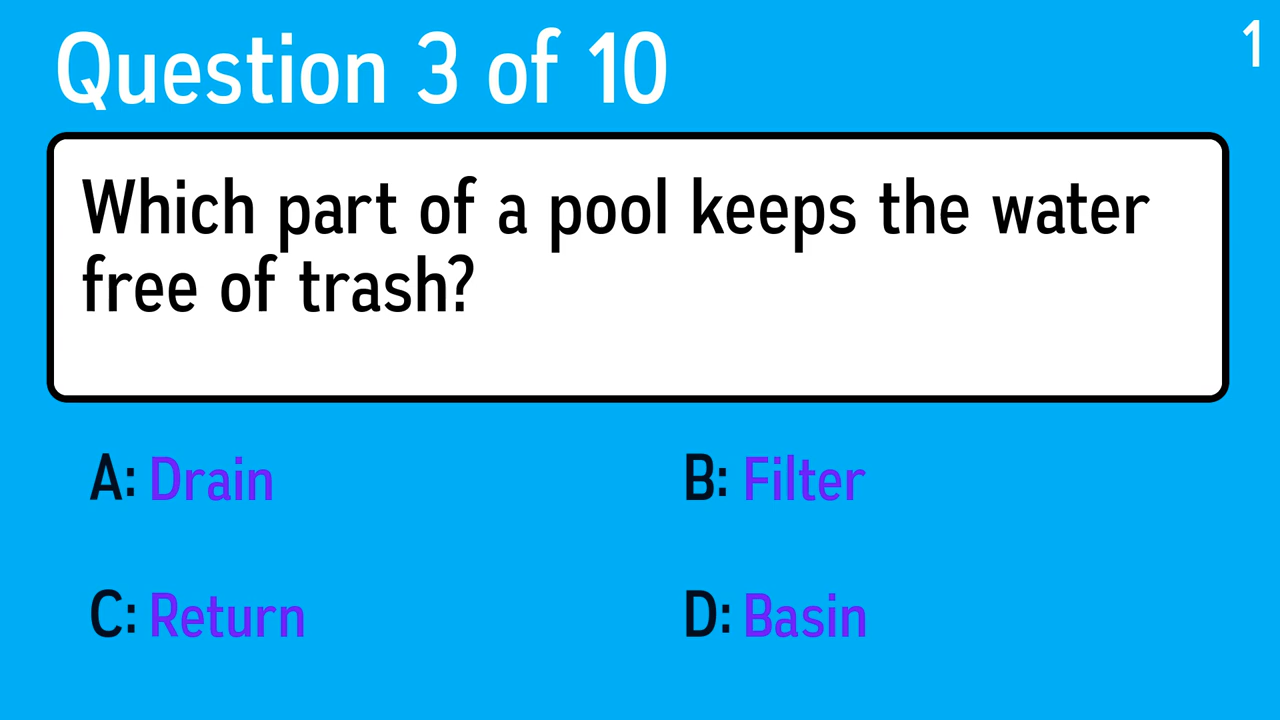 Question 3 of 10
1
Which part of a pool keeps the water
free of trash?
A: Drain
B: Filter
C: Return
D: Basin